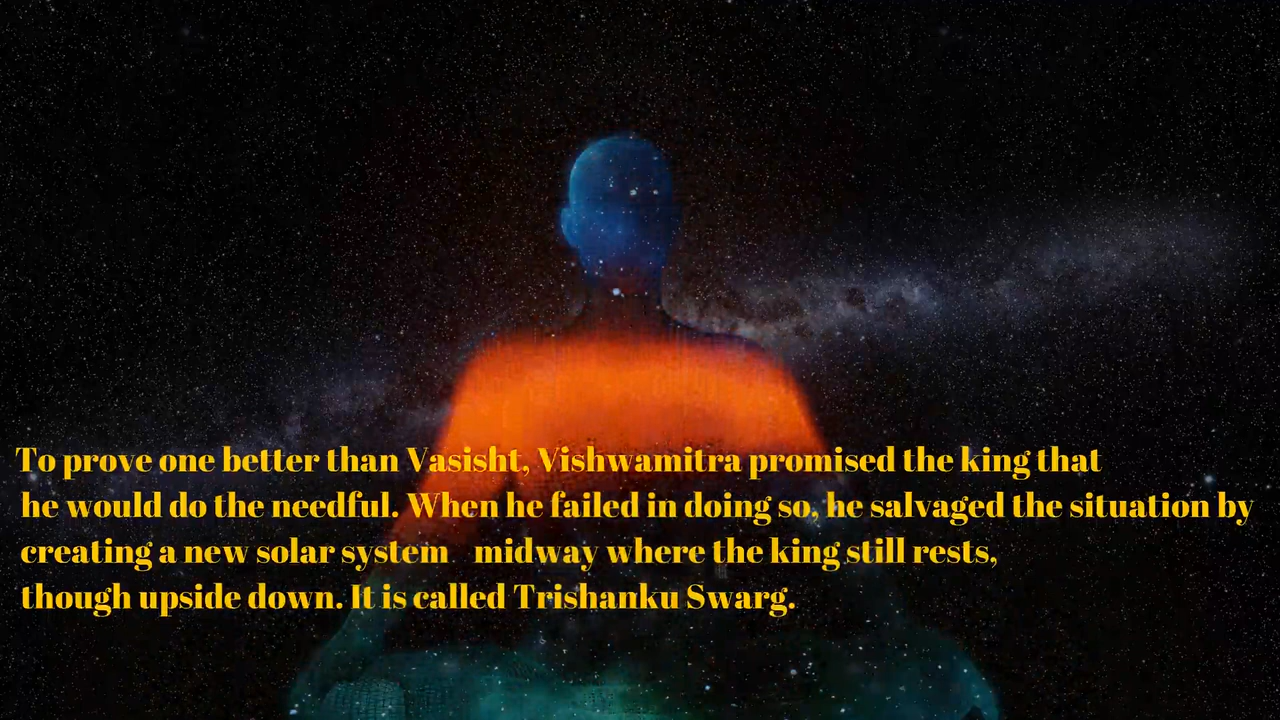 To prove one better than Vasisht, Vishwamitra promised the king that
he would do the needful. When he failed in doing so, he salvaged the situation by
creating a new solar system midway where the king still rests,
though upside down. It is called Trishanku Swarg.